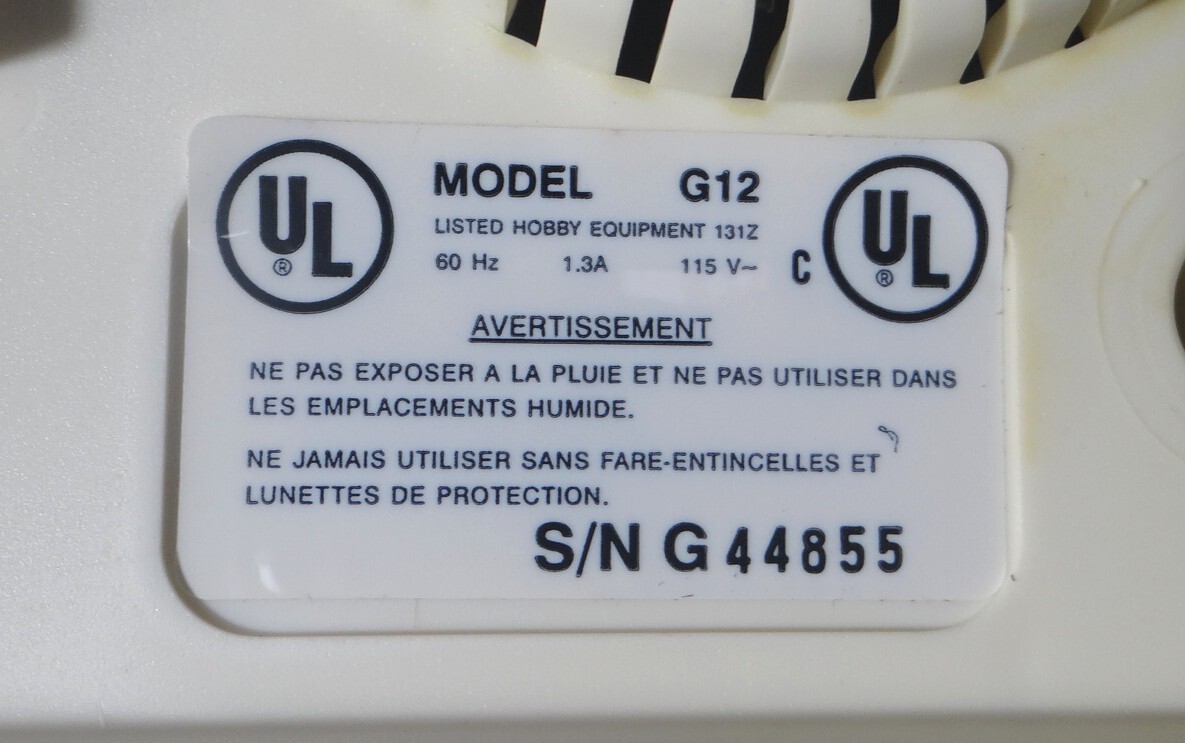 UL ®
MODEL G12
LISTED HOBBY EQUIPMENT 131Z
60 Hz 1.3A 115 V~
C UL ®
AVERTISSEMENT
NE PAS EXPOSER A LA PLUIE ET NE PAS UTILISER DANS
LES EMPLACEMENTS HUMIDE.
NE JAMAIS UTILISER SANS FARE-ENTINCELLES ET
LUNETTES DE PROTECTION.
S/N G44855